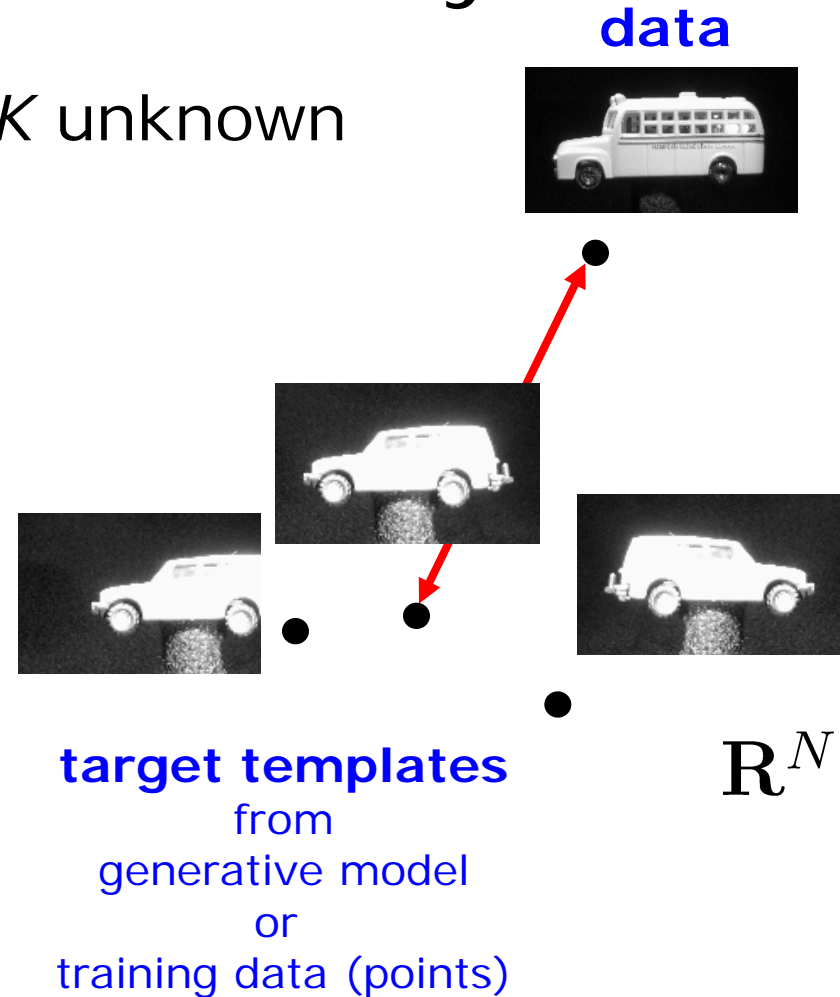 data
K unknown
target templates
from
generative model
or
training data (points)
R^N